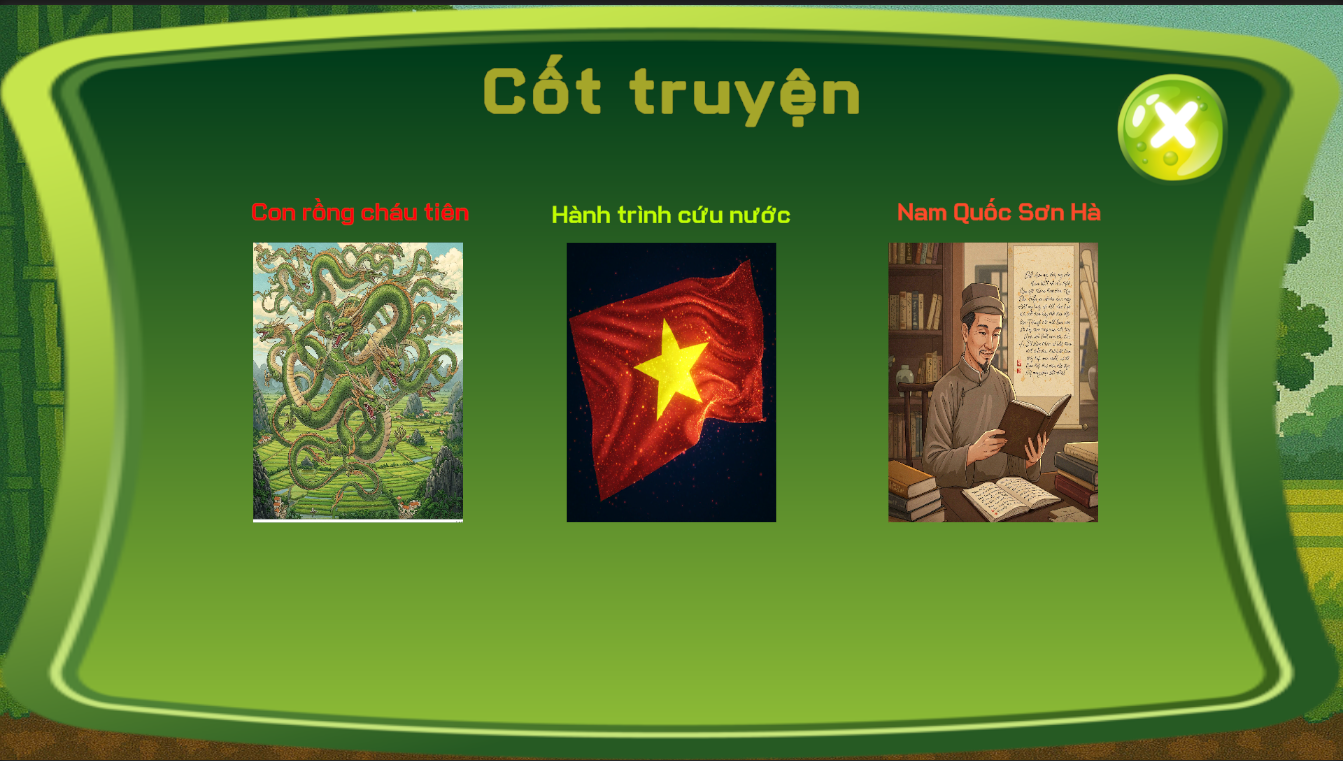 Cốt truyện
Con rồng cháu tiên
Hành trình cứu nước
Nam Quốc Sơn Hà